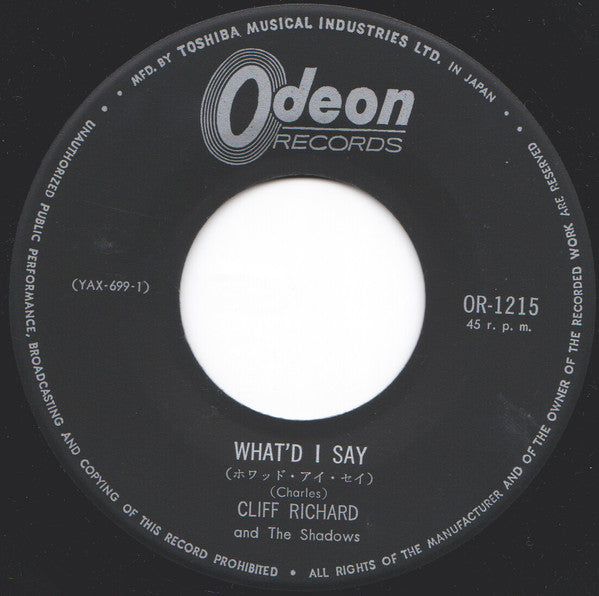 MFD. BY TOSHIBA MUSICAL INDUSTRIES LTD. IN JAPAN
Odeon
RECORDS
(YAX-699-1)
OR-1215
45 r. p. m.
WHAT'D I SAY
(ホワッド・アイ・セイ)
(Charles)
CLIFF RICHARD
and The Shadows
UNAUTHORIZED PUBLIC PERFORMANCE, BROADCASTING AND COPYING OF THIS RECORD PROHIBITED • ALL RIGHTS OF THE MANUFACTURER AND OF THE OWNER OF THE RECORDED WORK ARE RESERVED